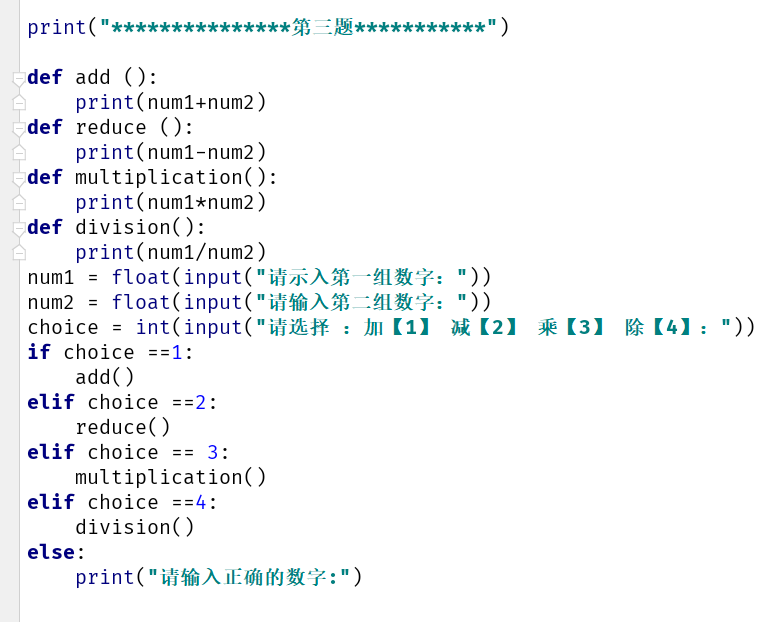 print("***************第三题***********")
def add ():
    print(num1+num2)
def reduce ():
    print(num1-num2)
def multiplication():
    print(num1*num2)
def division():
    print(num1/num2)
num1 = float(input("请示入第一组数字："))
num2 = float(input("请输入第二组数字："))
choice = int(input("请选择 ：加【1】 减【2】 乘【3】 除【4】："))
if choice ==1:
    add()
elif choice ==2:
    reduce()
elif choice == 3:
    multiplication()
elif choice ==4:
    division()
else:
    print("请输入正确的数字:")